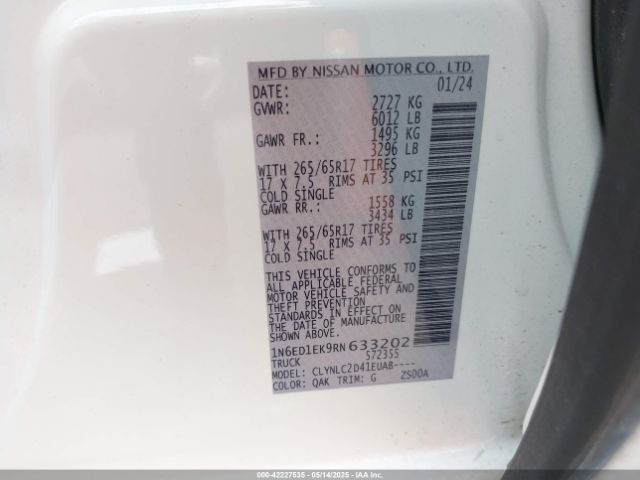 MFD BY NISSAN MOTOR CO., LTD.
DATE: 01/24
GVWR: 2727 KG
6012 LB
GAWR FR.: 1495 KG
3296 LB
WITH 265/65R17 TIRES
17 X 7.5 RIMS AT 35 PSI
COLD SINGLE
GAWR RR.: 1558 KG
3434 LB
WITH 265/65R17 TIRES
17 X 7.5 RIMS AT 35 PSI
COLD SINGLE
THIS VEHICLE CONFORMS TO
ALL APPLICABLE FEDERAL
MOTOR VEHICLE SAFETY AND
THEFT PREVENTION
STANDARDS IN EFFECT ON
THE DATE OF MANUFACTURE
SHOWN ABOVE.
1N6ED1EK9RN633202
TRUCK 572355
MODEL: CLYNLC2D41EUAB----
COLOR: QAK TRIM: G ZS00A
000-42227535 - 05/14/2025 - IAA Inc.